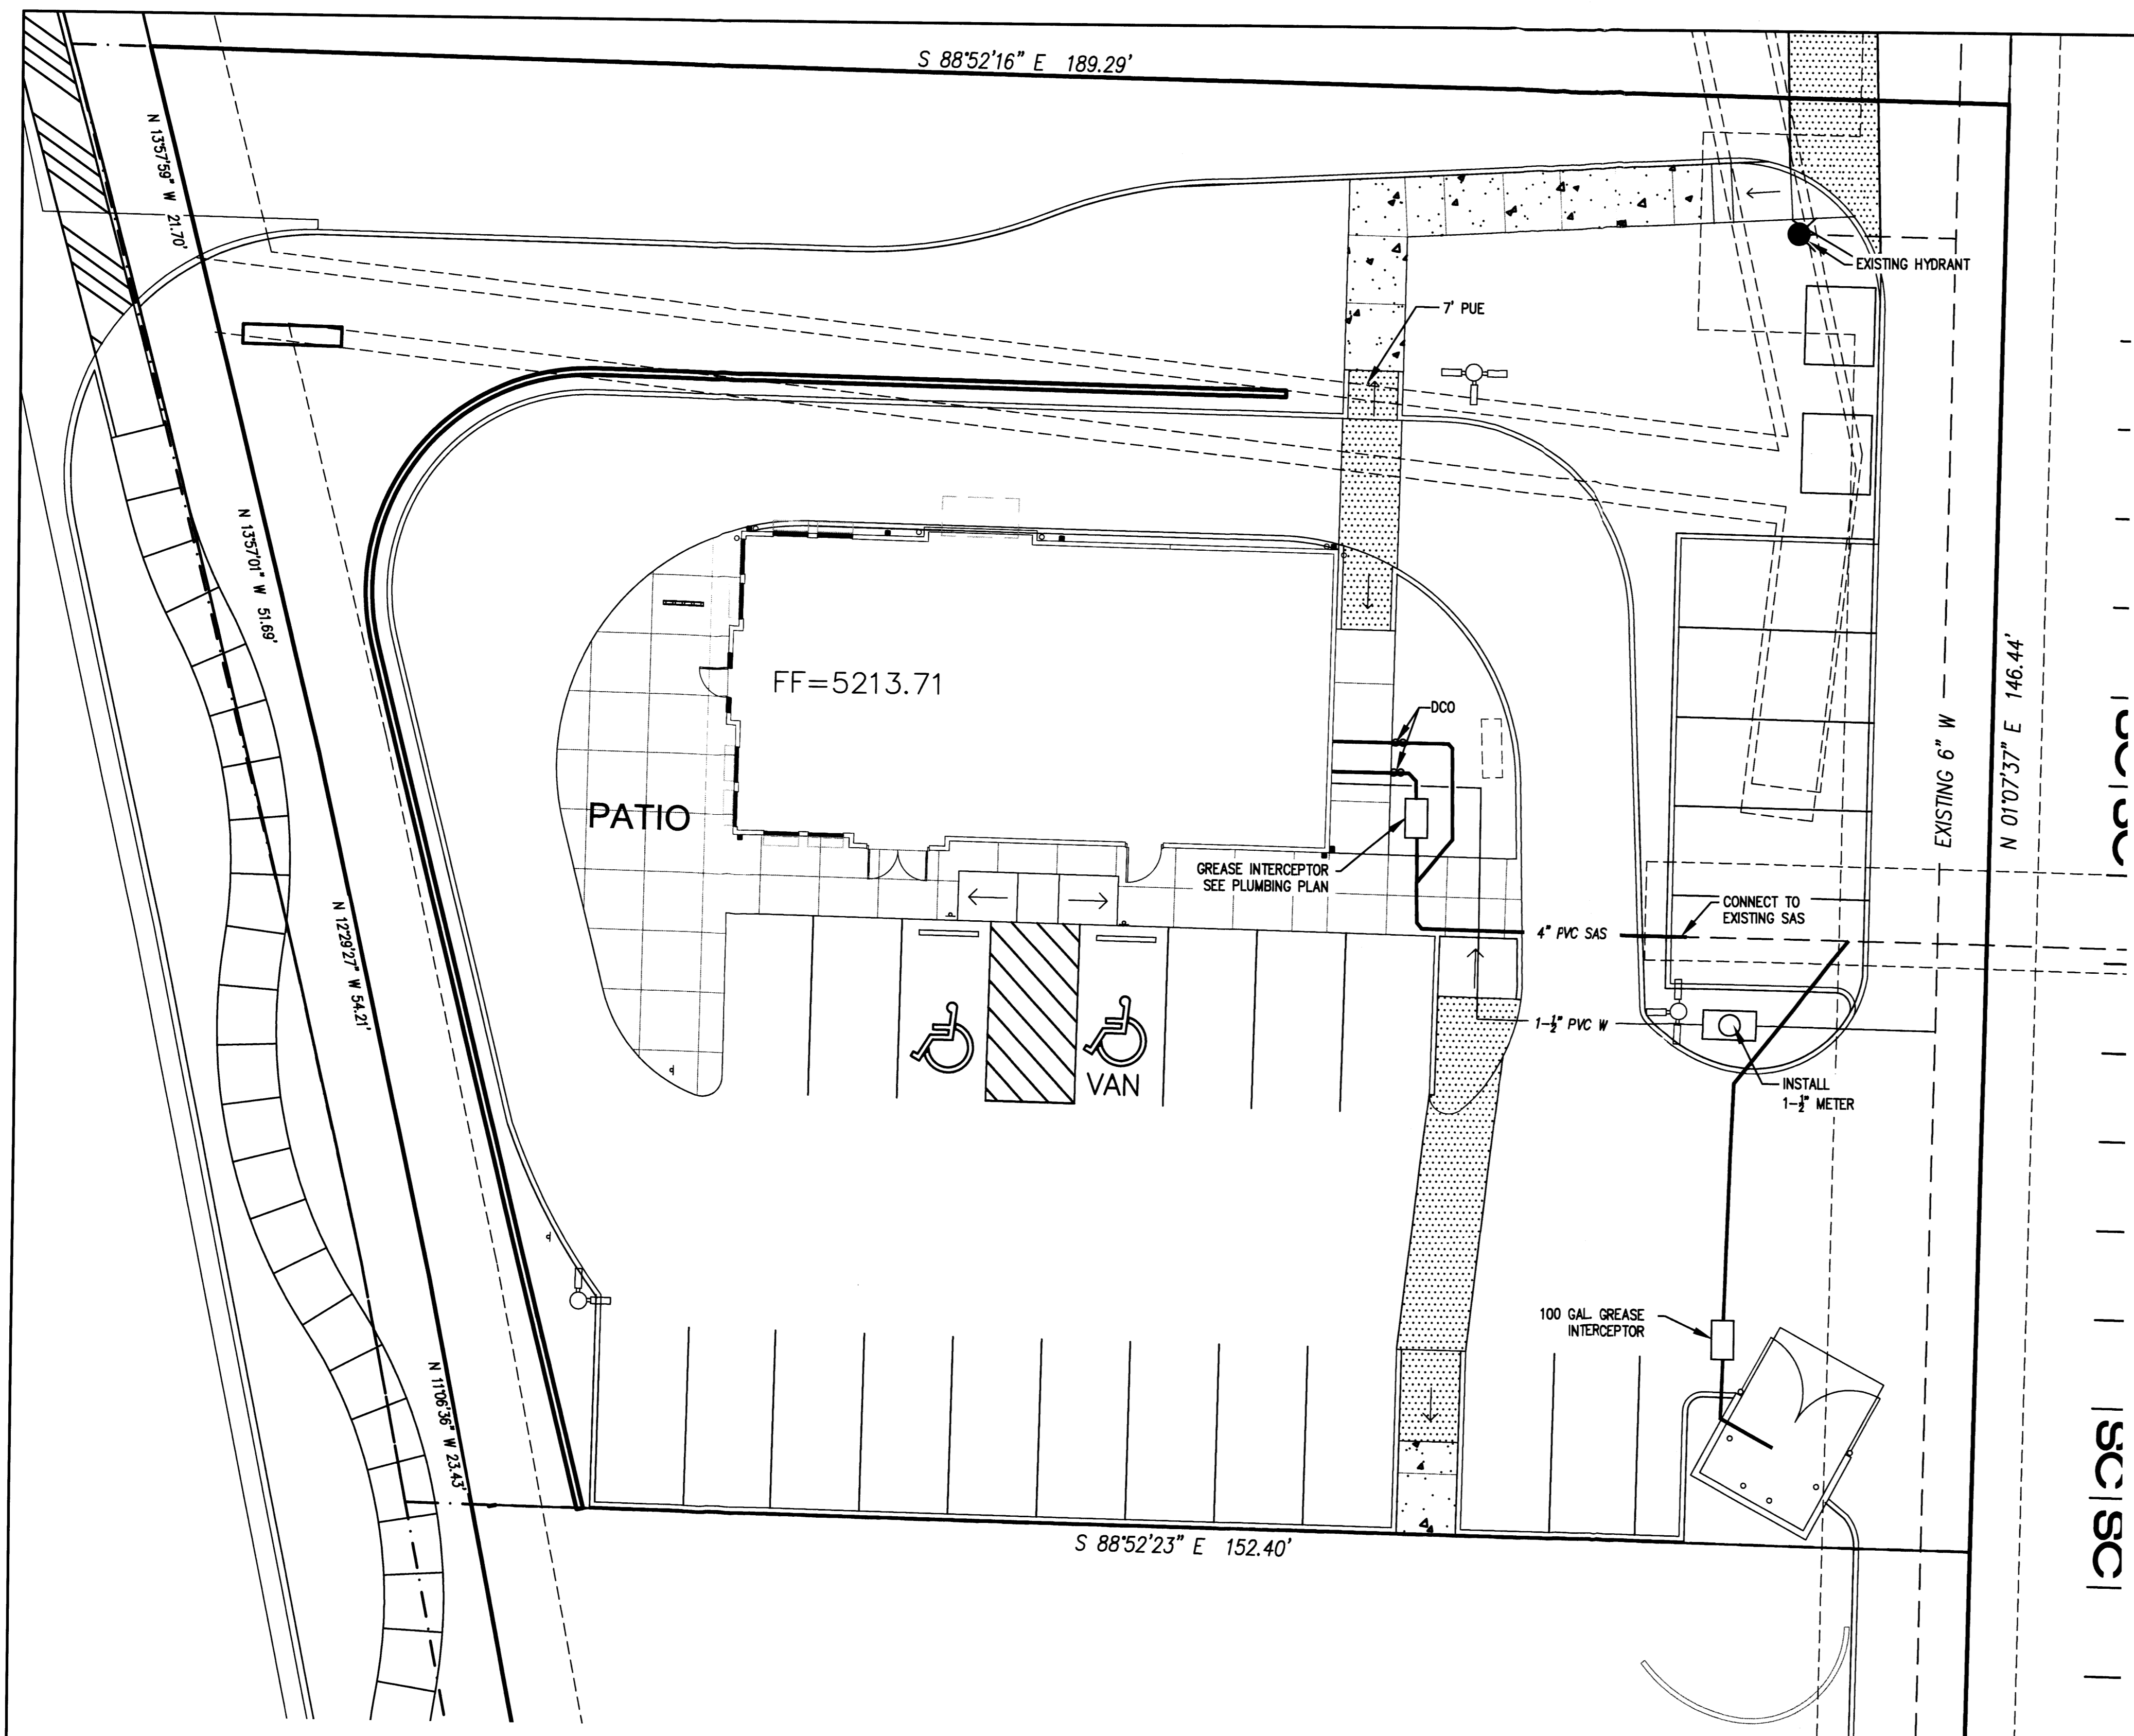 S 88°52'16" E 189.29'
N 13°57'59" W 21.70'
EXISTING HYDRANT
7' PUE
N 13°57'01" W 51.69'
FF=5213.71
DCO
EXISTING 6" W
N 01°07'37" E 146.44'
PATIO
GREASE INTERCEPTOR
SEE PLUMBING PLAN
CONNECT TO
EXISTING SAS
4" PVC SAS
N 12°29'27" W 54.21'
1-½" PVC W
VAN
INSTALL
1-½" METER
100 GAL. GREASE
INTERCEPTOR
N 11°06'36" W 23.43'
S 88°52'23" E 152.40'
SC SC